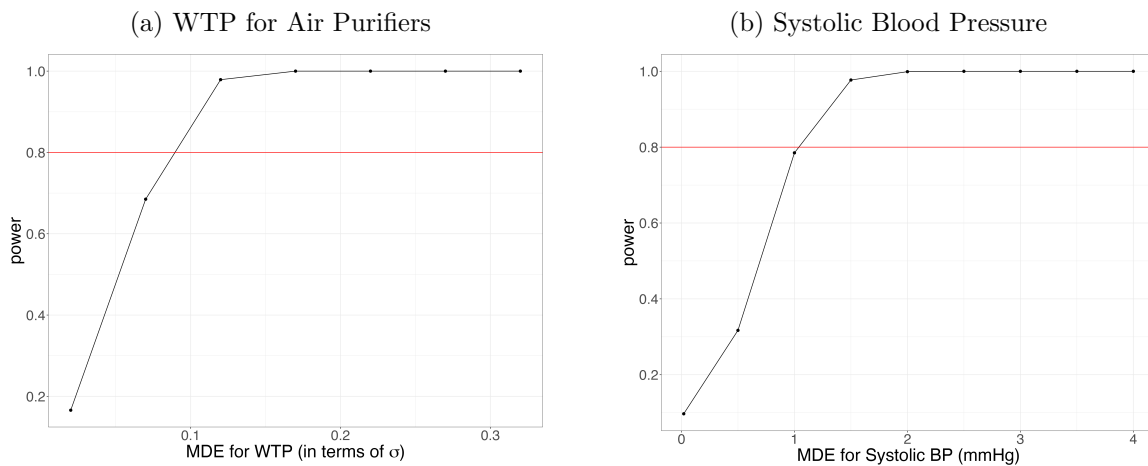 (a) WTP for Air Purifiers
1.0
0.8
0.6
0.4
0.2
power
0.1 0.2 0.3
MDE for WTP (in terms of σ)
(b) Systolic Blood Pressure
1.0
0.8
0.6
0.4
0.2
power
0 1 2 3 4
MDE for Systolic BP (mmHg)